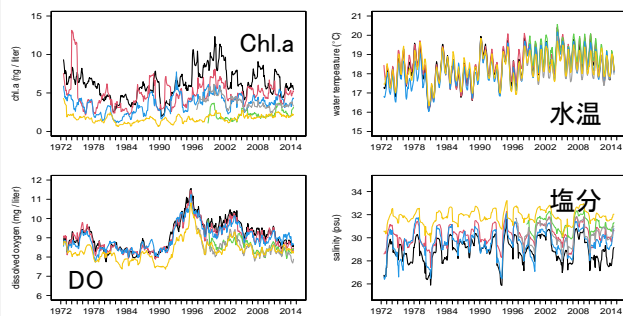 chl.a (ng / liter)
15
10
5
0
Chl.a
1972 1978 1984 1990 1996 2002 2008 2014
water temperature (°C)
22
21
20
19
18
17
16
15
水温
1972 1978 1984 1990 1996 2002 2008 2014
dissolved oxygen (mg / liter)
12
11
10
9
8
7
6
DO
1972 1978 1984 1990 1996 2002 2008 2014
salinity (psu)
34
32
30
28
26
塩分
1972 1978 1984 1990 1996 2002 2008 2014